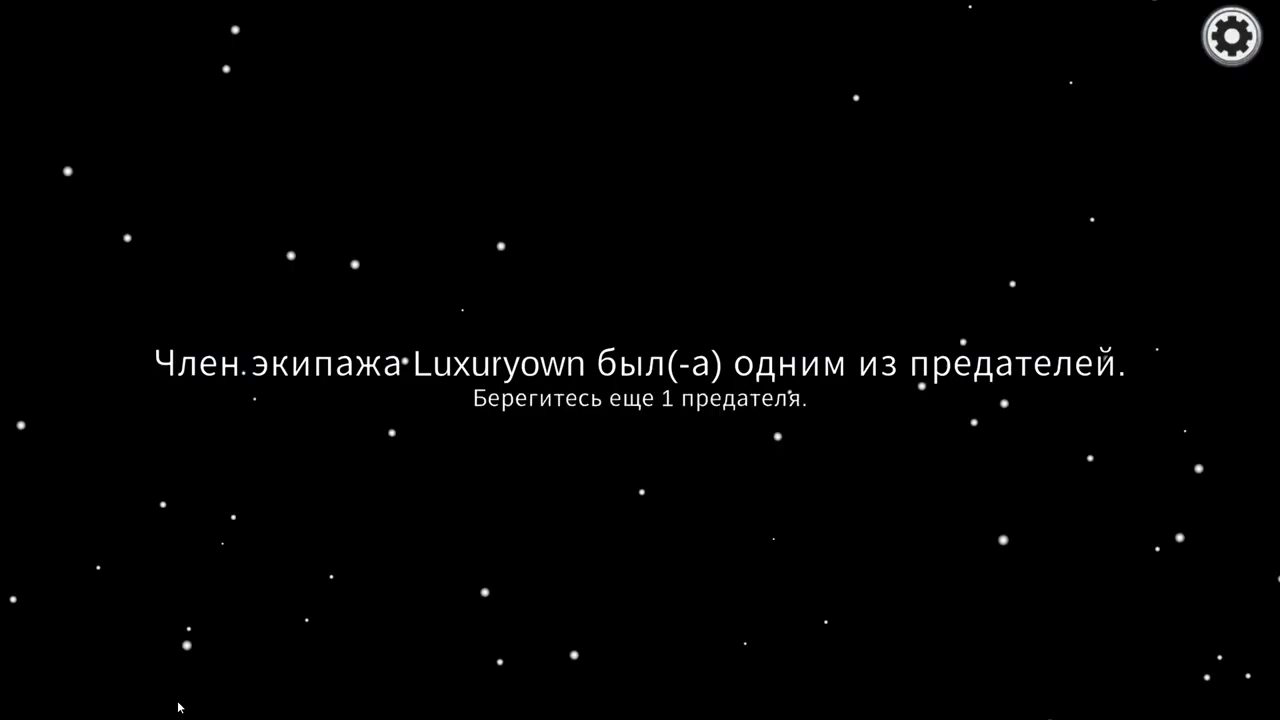 Член экипажа Luxuryown был(-а) одним из предателей.
Берегитесь еще 1 предателя.